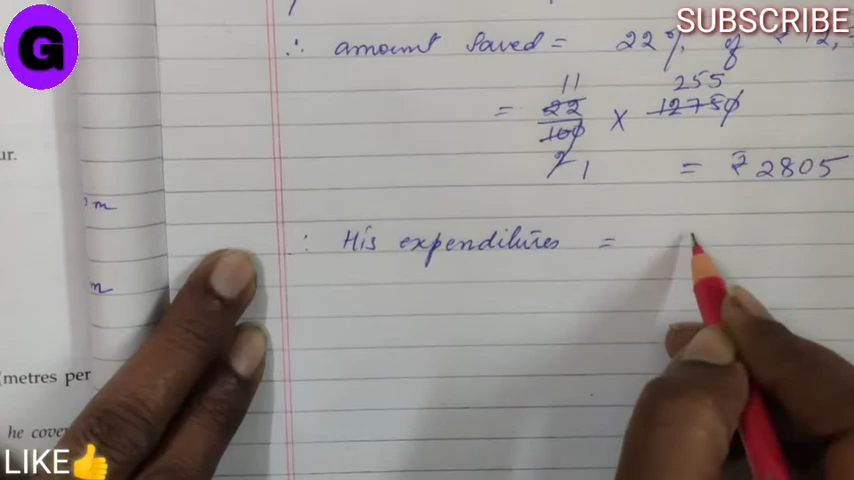 SUBSCRIBE
G
∴ amount saved = 22% of ₹ 12,
11 255
= 22/100 × 12750
2 1 = ₹ 2805
ur.
m
∴ His expenditures =
m
(metres per
he cover
LIKE👍